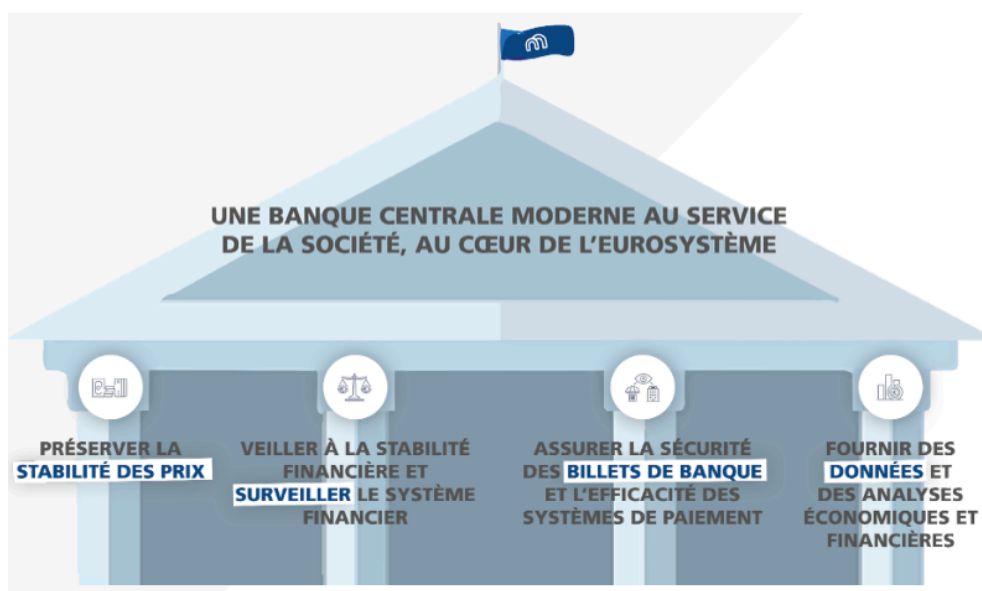 UNE BANQUE CENTRALE MODERNE AU SERVICE
DE LA SOCIÉTÉ, AU CŒUR DE L’EUROSYSTÈME
PRÉSERVER LA
STABILITÉ DES PRIX
VEILLER À LA STABILITÉ
FINANCIÈRE ET
SURVEILLER LE SYSTÈME
FINANCIER
ASSURER LA SÉCURITÉ
DES BILLETS DE BANQUE
ET L’EFFICACITÉ DES
SYSTÈMES DE PAIEMENT
FOURNIR DES
DONNÉES ET
DES ANALYSES
ÉCONOMIQUES ET
FINANCIÈRES